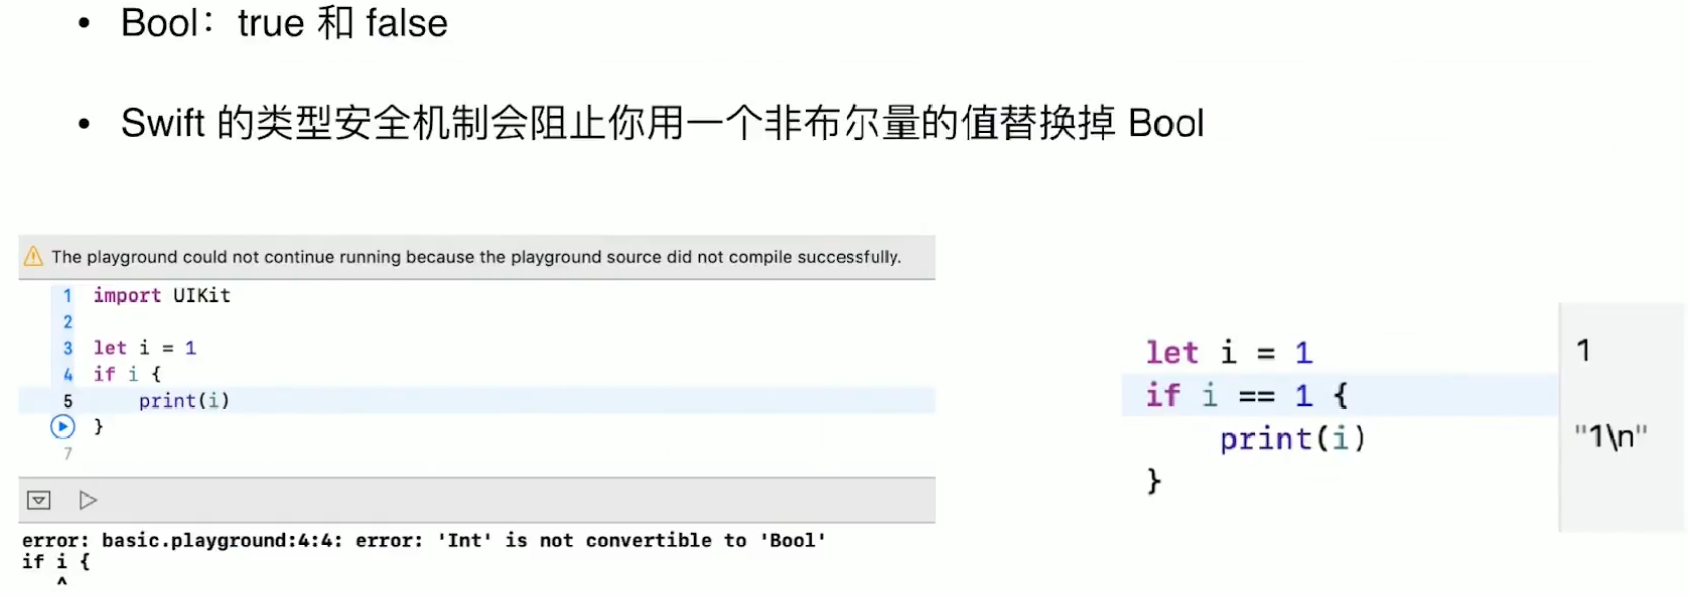 • Bool：true 和 false
• Swift 的类型安全机制会阻止你用一个非布尔量的值替换掉 Bool
The playground could not continue running because the playground source did not compile successfully.
1 import UIKit
2
3 let i = 1
4 if i {
5     print(i)
}
7
error: basic.playground:4:4: error: 'Int' is not convertible to 'Bool'
if i {
   ^
let i = 1
1
if i == 1 {
    print(i)
"1\n"
}